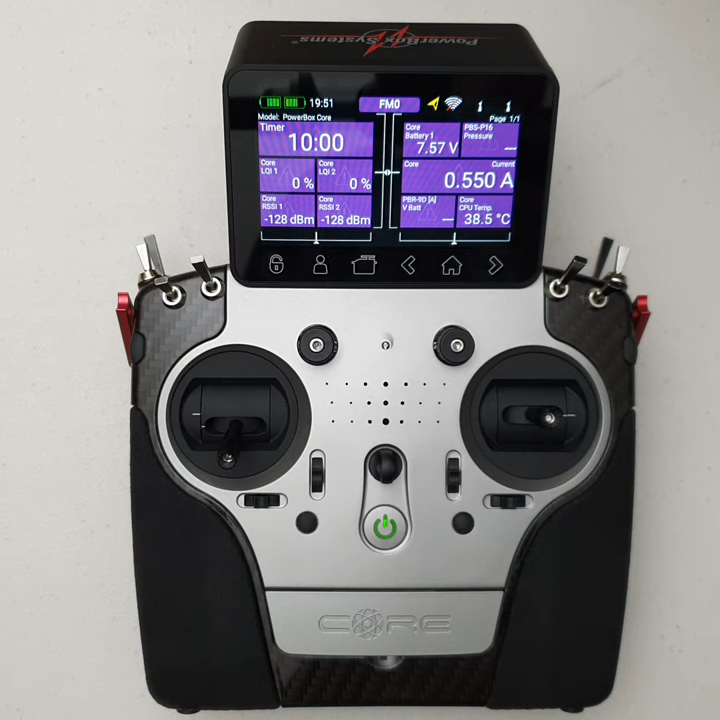 PowerBox Systems®
19:51
FM0
Model: PowerBox Core
Page 1/1
Timer
10:00
Core
LQI 1
0 %
Core
LQI 2
0 %
Core
RSSI 1
-128 dBm
Core
RSSI 2
-128 dBm
Core
Battery 1
7.57 V
PBS-P16
Pressure
Core
Current
0.550 A
PBR-9D [A]
V Batt
Core
CPU Temp.
38.5 °C
CORE